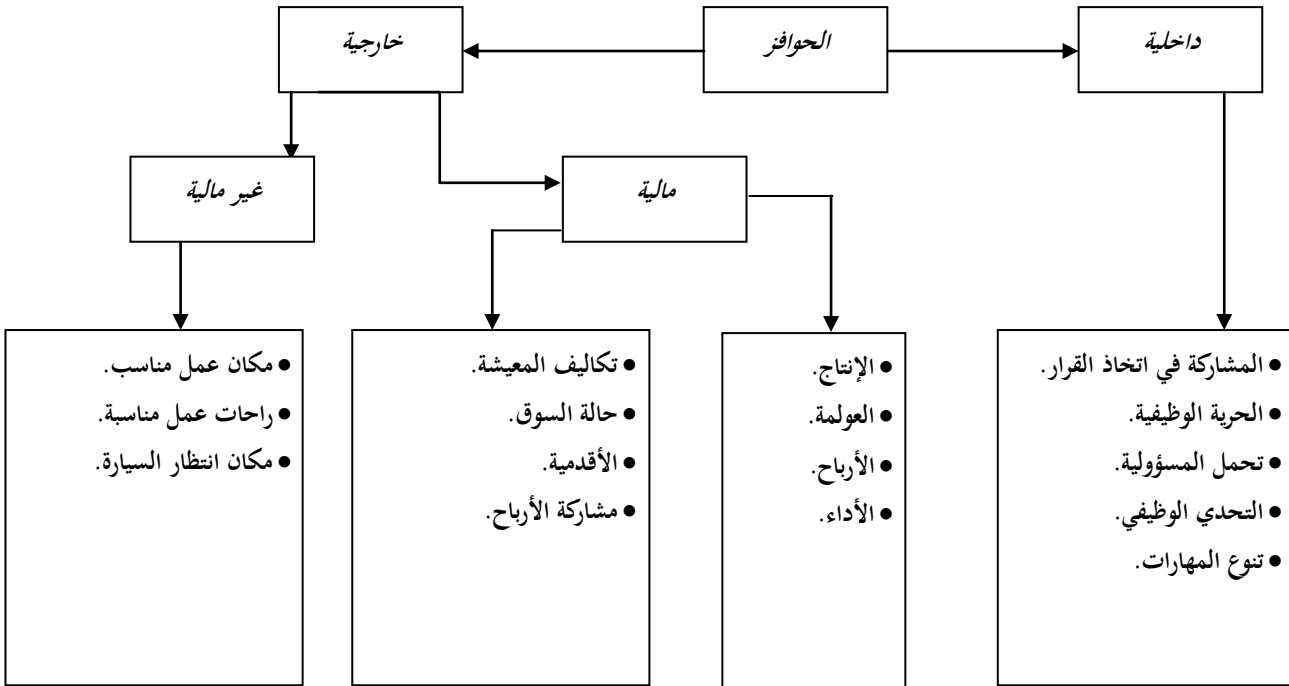 داخلية
الحوافز
خارجية
مالية
غير مالية
• المشاركة في اتخاذ القرار.
• الحرية الوظيفية.
• تحمل المسؤولية.
• التحدي الوظيفي.
• تنوع المهارات.
• الإنتاج.
• العولمة.
• الأرباح.
• الأداء.
• تكاليف المعيشة.
• حالة السوق.
• الأقدمية.
• مشاركة الأرباح.
• مكان عمل مناسب.
• راحات عمل مناسبة.
• مكان انتظار السيارة.